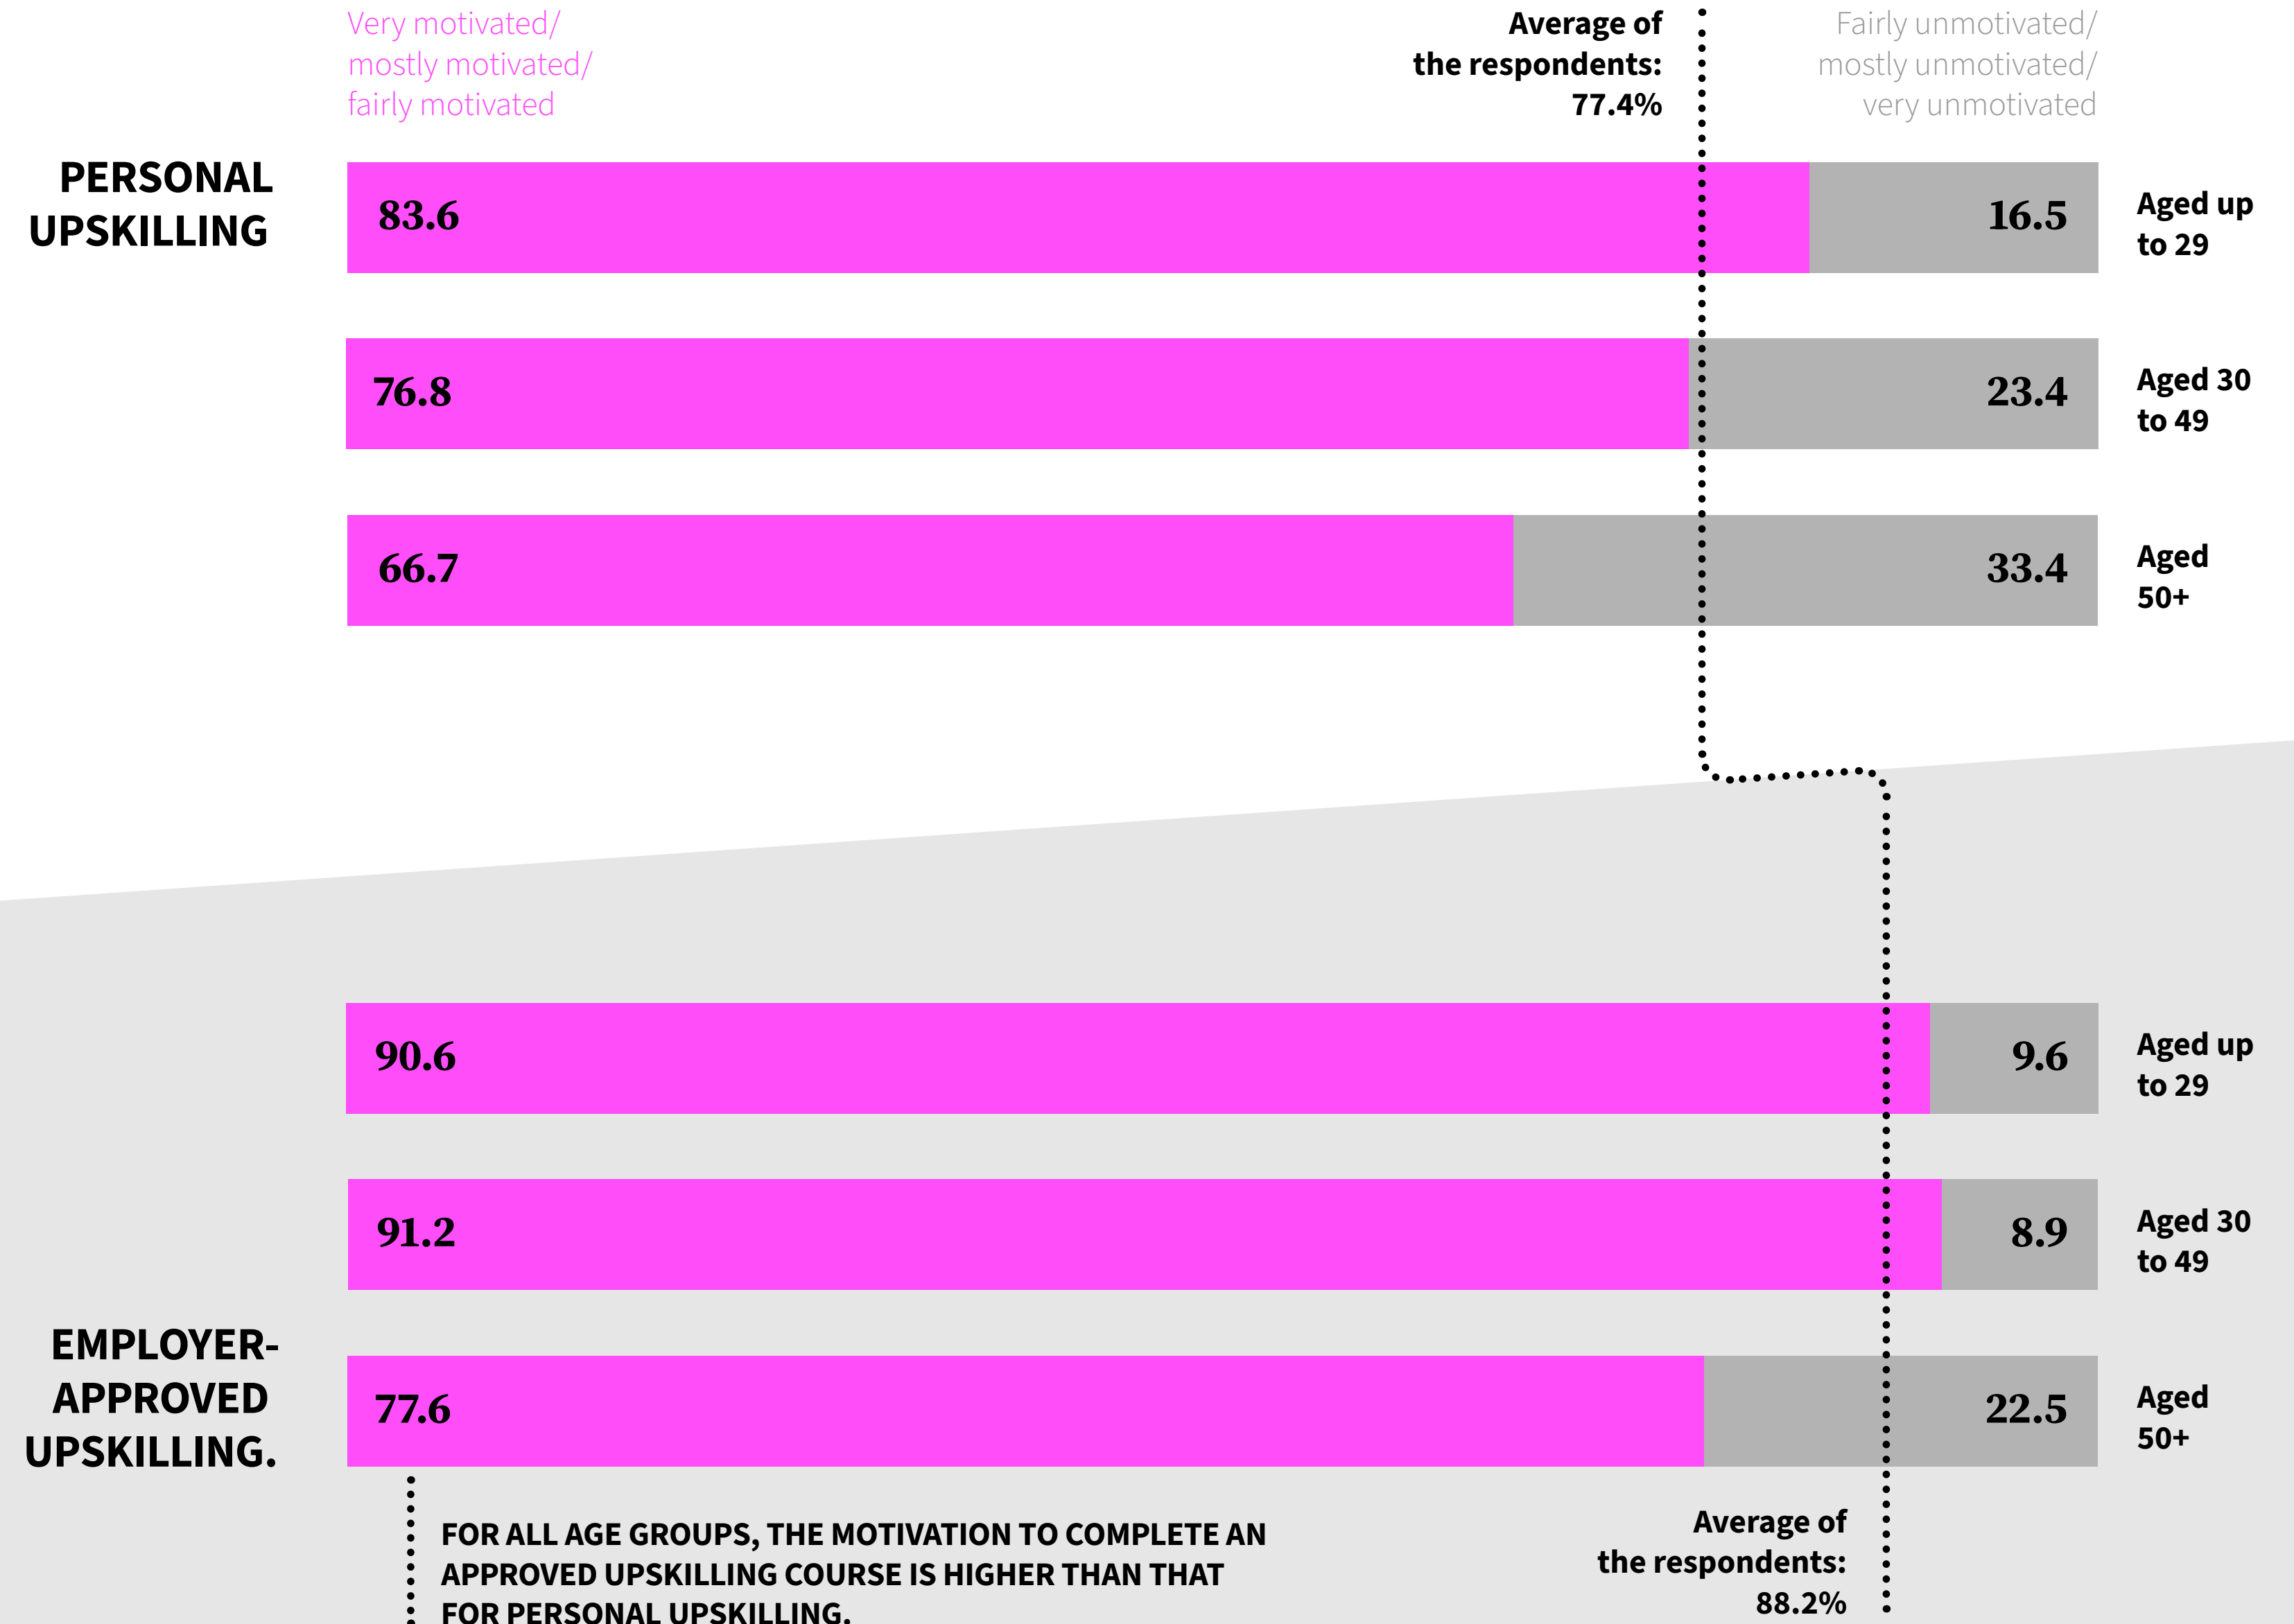 Very motivated/
mostly motivated/
fairly motivated
Average of
the respondents:
77.4%
Fairly unmotivated/
mostly unmotivated/
very unmotivated
PERSONAL
UPSKILLING
83.6
16.5
Aged up
to 29
76.8
23.4
Aged 30
to 49
66.7
33.4
Aged
50+
90.6
9.6
Aged up
to 29
91.2
8.9
Aged 30
to 49
EMPLOYER-
APPROVED
UPSKILLING.
77.6
22.5
Aged
50+
FOR ALL AGE GROUPS, THE MOTIVATION TO COMPLETE AN
APPROVED UPSKILLING COURSE IS HIGHER THAN THAT
FOR PERSONAL UPSKILLING.
Average of
the respondents:
88.2%